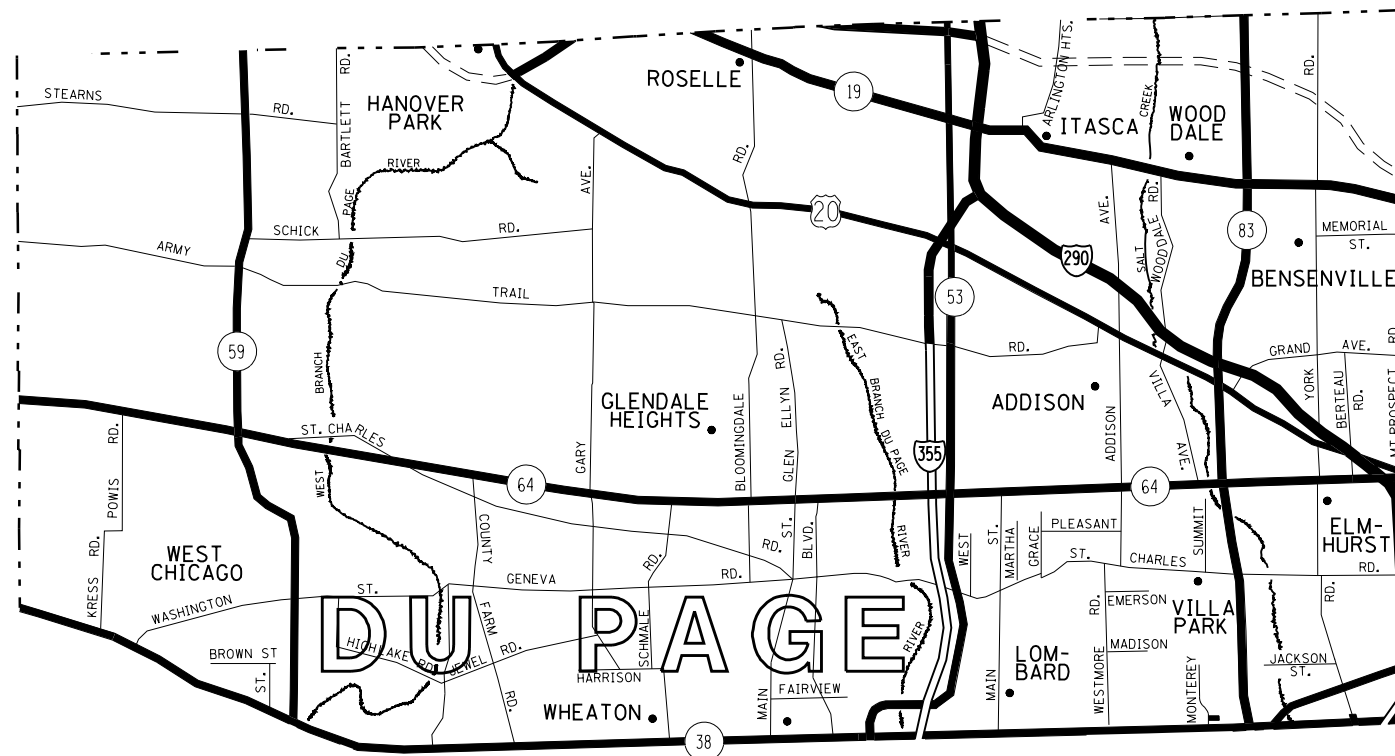 STEARNS
RD.
BARTLETT
RD.
HANOVER
PARK
ROSELLE
19
ARLINGTON HTS.
ITASCA
CREEK
WOOD
DALE
RD.
RIVER
PAGE
DU
BRANCH
WEST
AVE.
RD.
SCHICK
RD.
ARMY
TRAIL
RD.
20
290
AVE.
SALT
WOODDALE
RD.
83
MEMORIAL
ST.
BENSENVILLE
53
59
EAST
BRANCH DU PAGE
RIVER
GRAND
AVE.
YORK
BERTEAU
RD.
MT PROSPECT
RD
VILLA
AVE.
GLENDALE
HEIGHTS
ADDISON
ADDISON
BLOOMINGDALE
GLEN
ELLYN
RD.
GARY
ST. CHARLES
RD.
355
64
64
POWIS
RD.
KRESS
RD.
WEST
CHICAGO
COUNTY
FARM
RD.
GENEVA
RD.
WASHINGTON
ST.
RD.
SCHMALE
ST.
BLVD.
WEST
ST.
MARTHA
GRACE
PLEASANT
ST.
CHARLES
RD.
SUMMIT
ELM-
HURST
DU PAGE
HIGHLAKE RD.
JEWEL
RD.
HARRISON
BROWN ST
ST.
WHEATON
MAIN
FAIRVIEW
RIVER
MAIN
LOM-
BARD
RD.
WESTMORE
EMERSON
MADISON
VILLA
PARK
MONTEREY
JACKSON
ST.
RD.
38